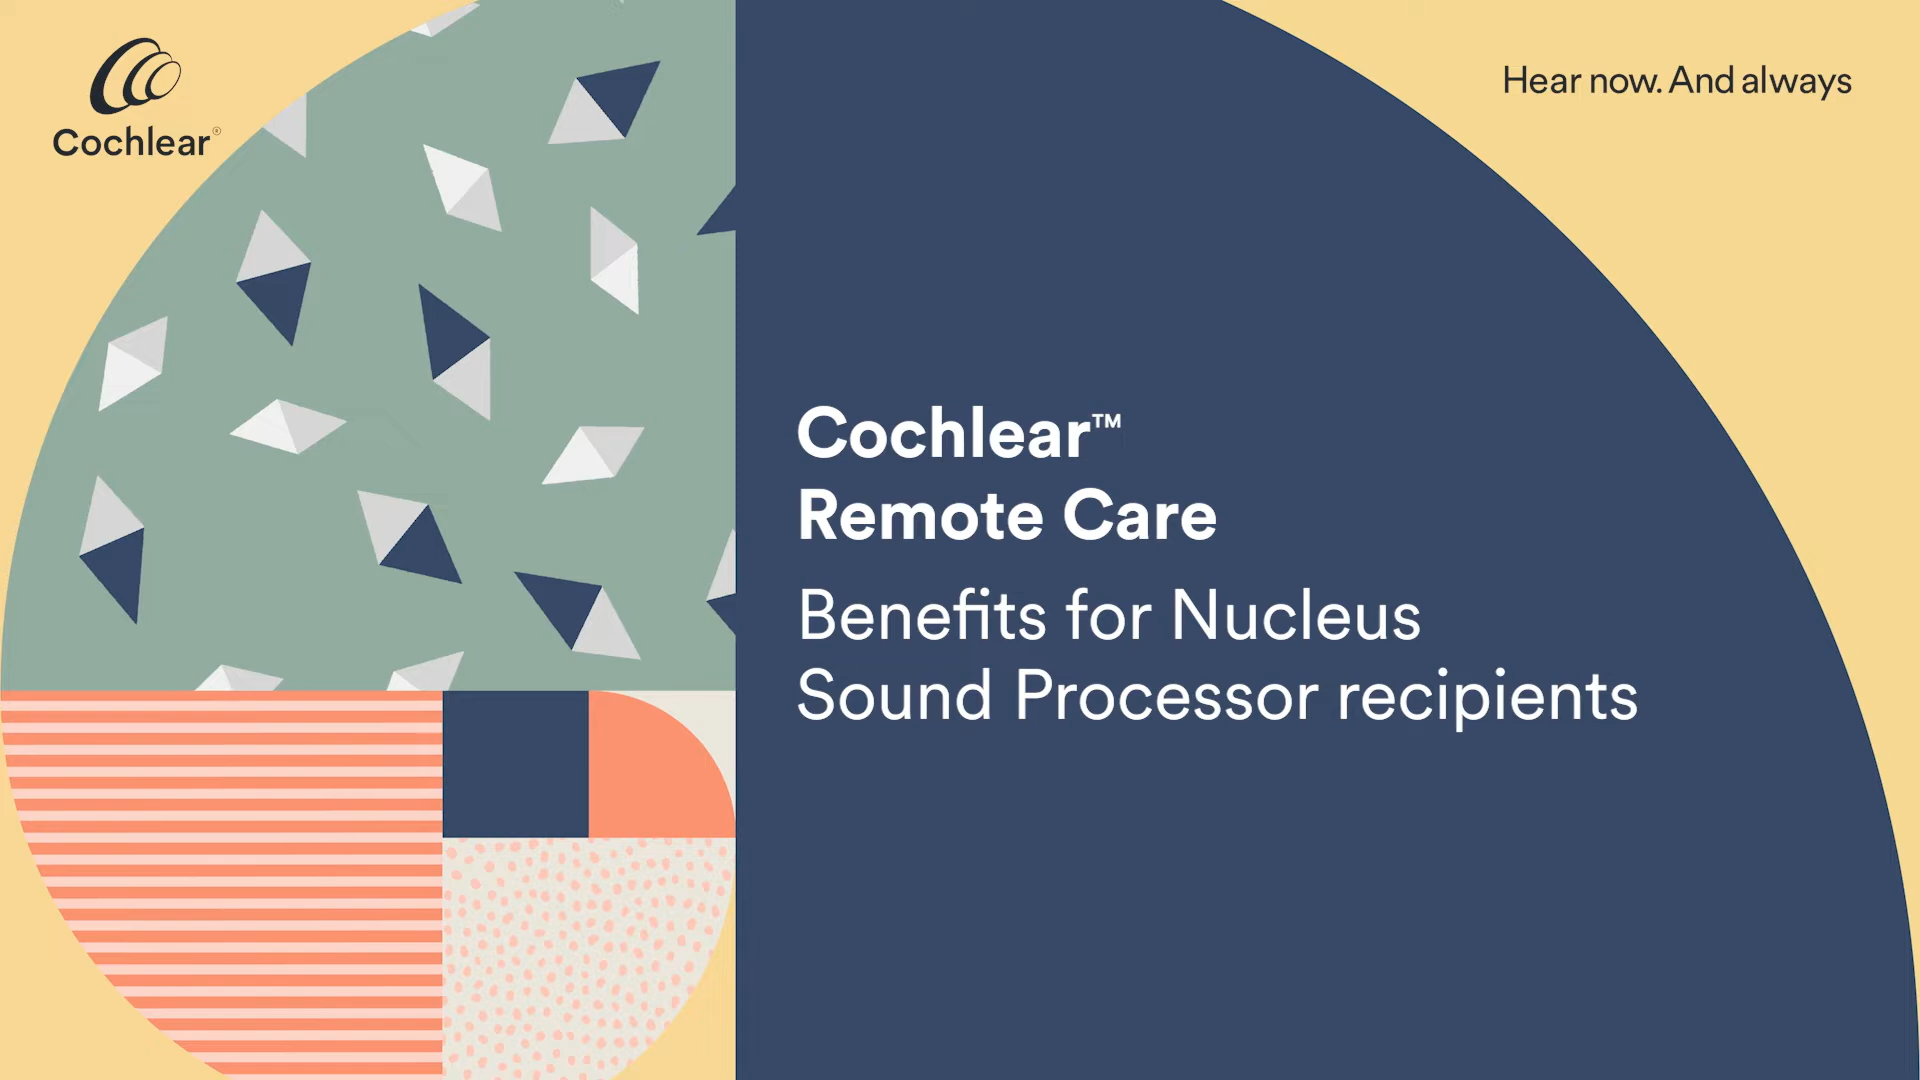 Cochlear®
Hear now. And always
Cochlear™
Remote Care
Benefits for Nucleus
Sound Processor recipients